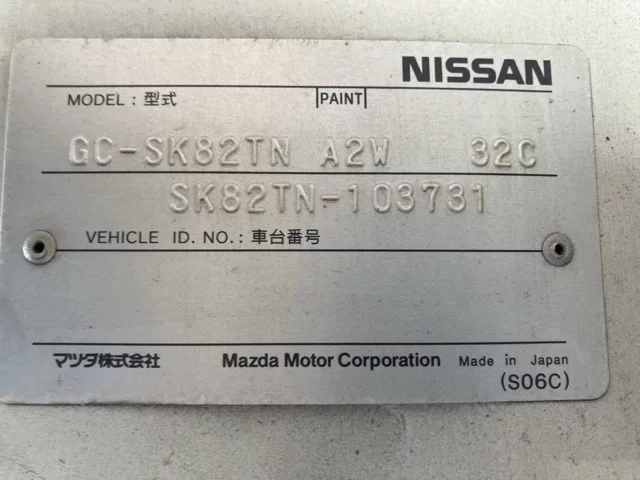 NISSAN
MODEL : 型式 PAINT
GC-SK82TN A2W 32C
SK82TN-103731
VEHICLE ID. NO. : 車台番号
マツダ株式会社 Mazda Motor Corporation Made in Japan
(S06C)